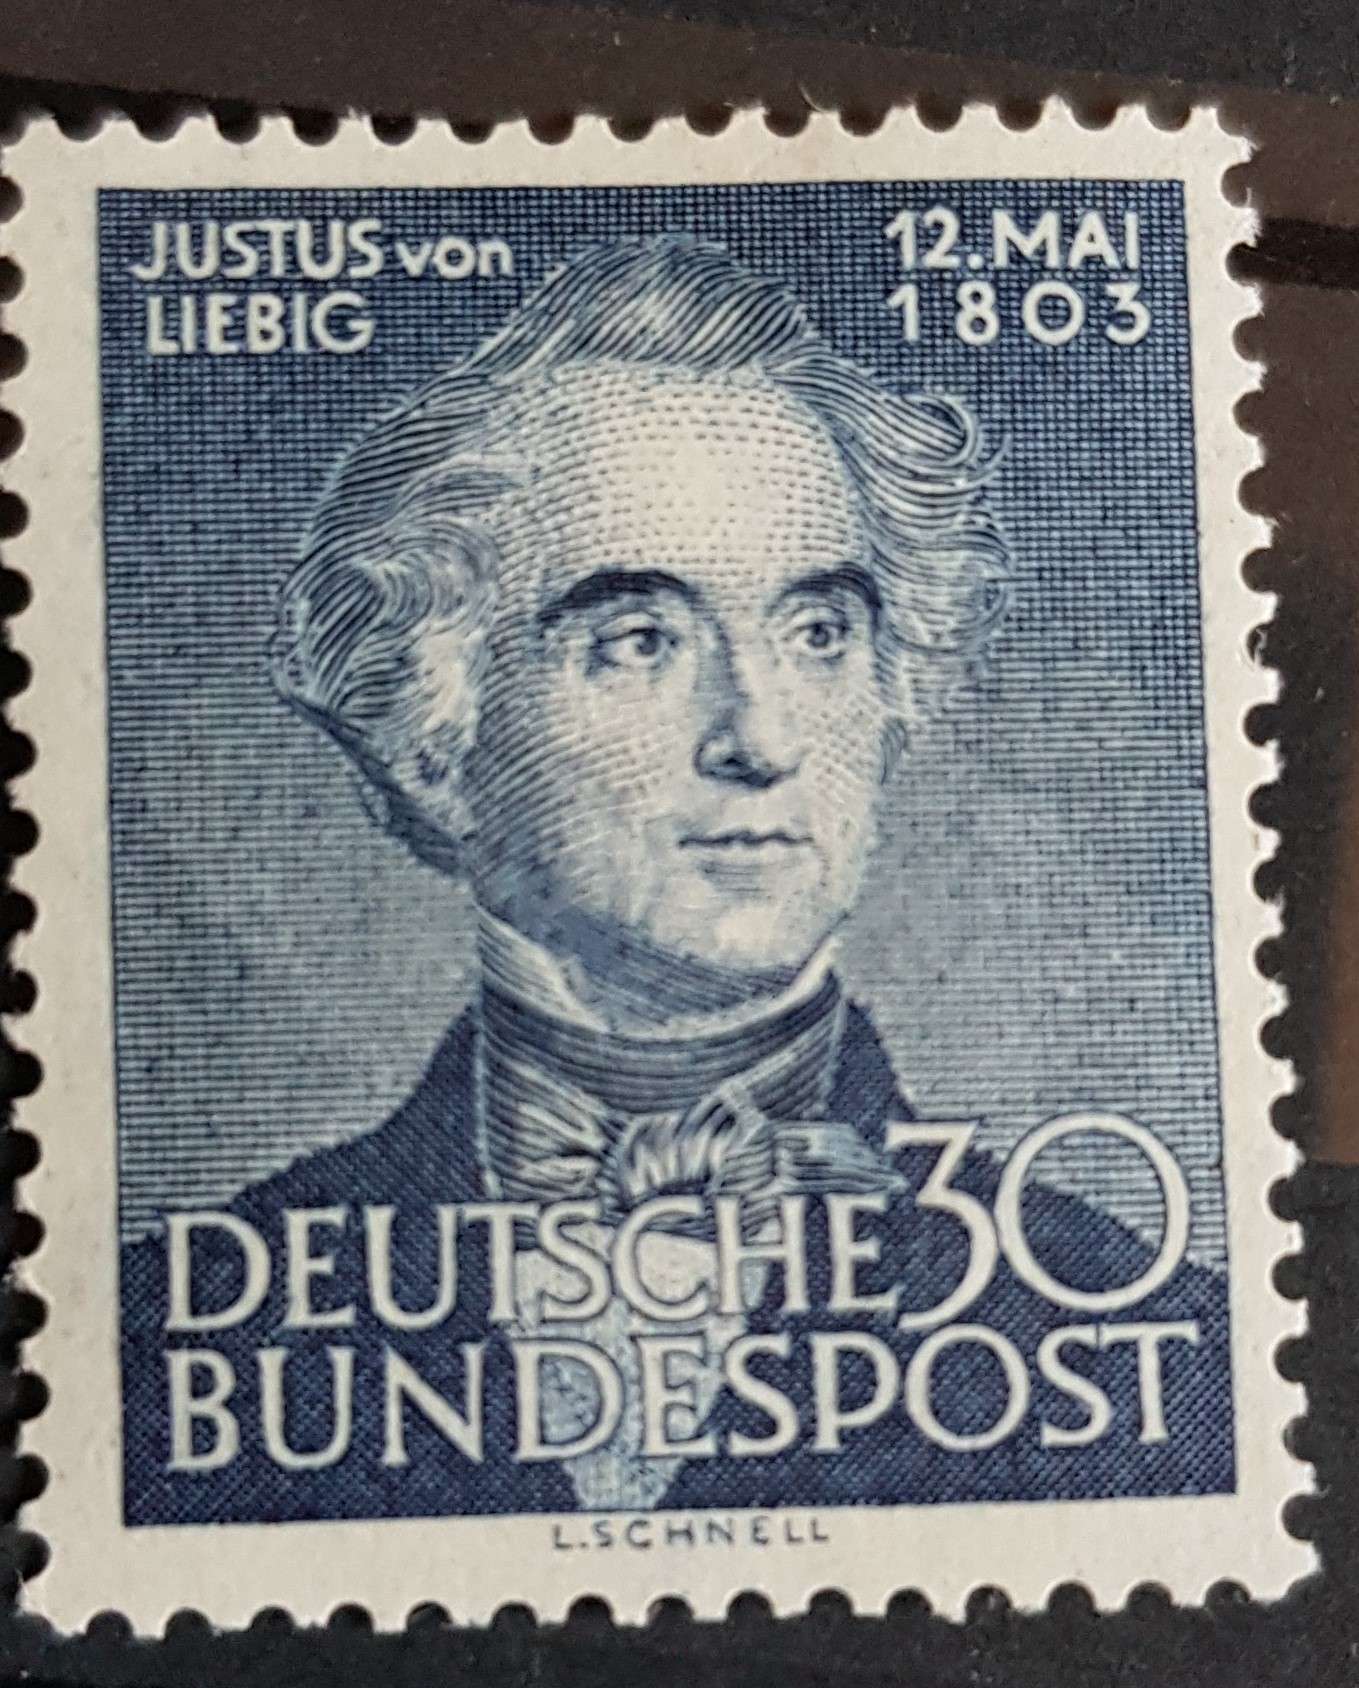 JUSTUS von
LIEBIG
12. MAI
1803
DEUTSCHE 30
BUNDESPOST
L. SCHNELL